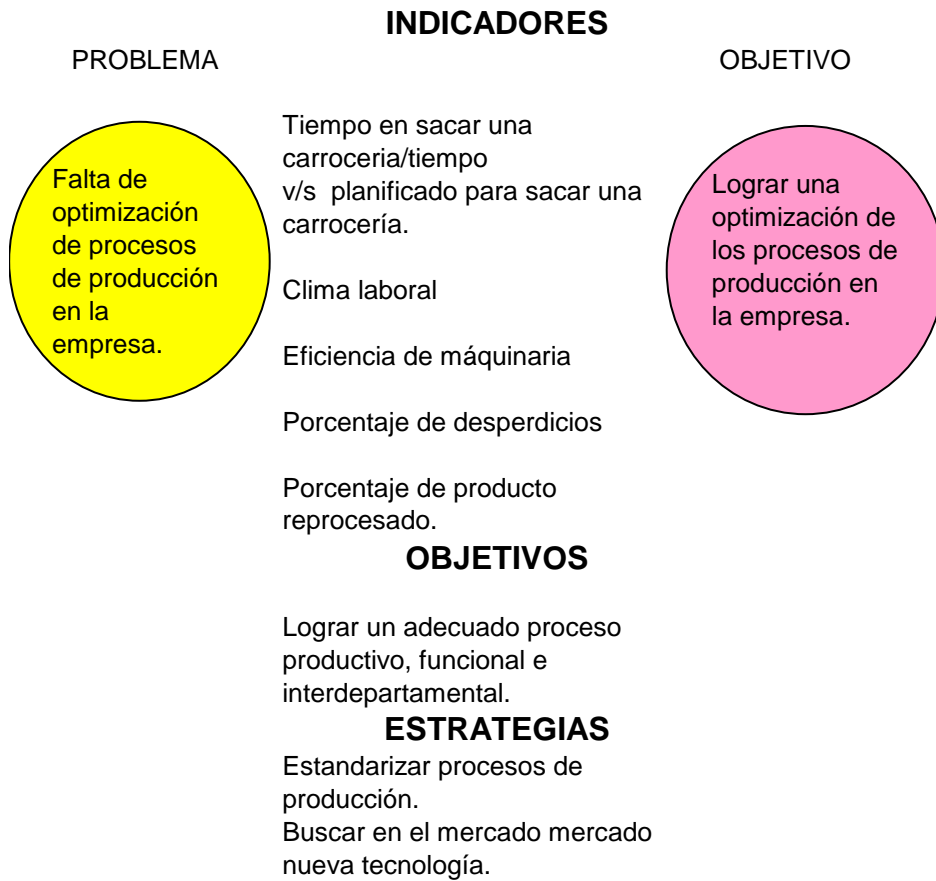 INDICADORES
PROBLEMA
OBJETIVO
Falta de
optimización
de procesos
de producción
en la
empresa.
Tiempo en sacar una
carroceria/tiempo
v/s planificado para sacar una
carrocería.
Clima laboral
Eficiencia de máquinaria
Porcentaje de desperdicios
Porcentaje de producto
reprocesado.
Lograr una
optimización de
los procesos de
producción en
la empresa.
OBJETIVOS
Lograr un adecuado proceso
productivo, funcional e
interdepartamental.
ESTRATEGIAS
Estandarizar procesos de
producción.
Buscar en el mercado mercado
nueva tecnología.